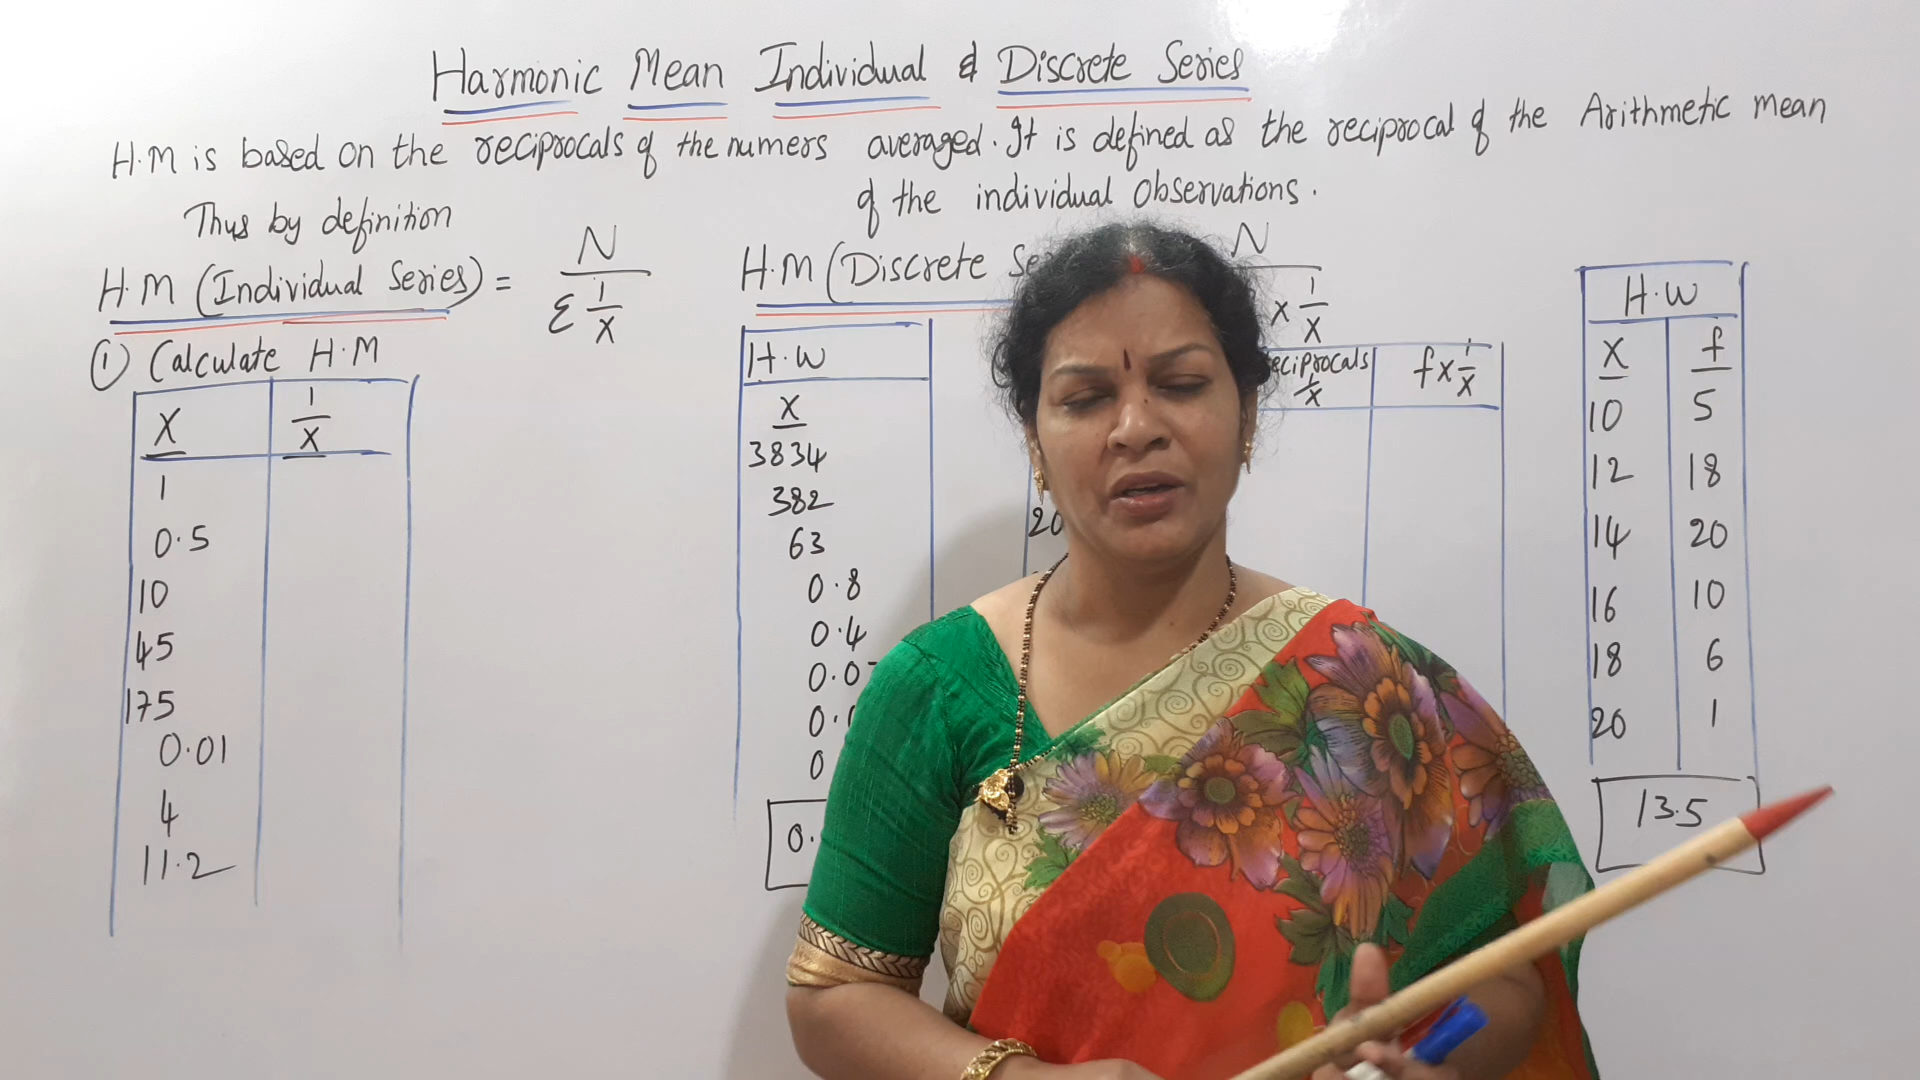 Harmonic Mean Individual & Discrete Series
H.M is based on the reciprocals of the numers averaged. It is defined as the reciprocal of the Arithmetic mean
of the individual Observations.
Thus by definition
H.M (Individual Series) = N
Σ 1/X
① Calculate H.M
X 1/X
1
0.5
10
45
175
0.01
4
11.2
H.M (Discrete
N
x 1/X
H.W
X
3834
382
63
0.8
0.4
1/X f x 1/X
20
H.W
X f
10 5
12 18
14 20
16 10
18 6
20 1
13.5